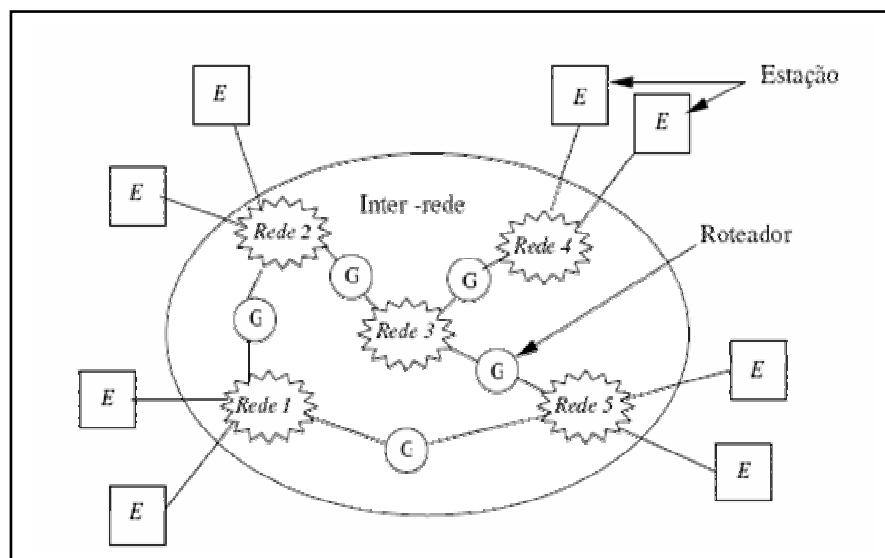 E
E
Estação
E
E
Inter -rede
Rede 2
Rede 4
Roteador
G
G
G
Rede 3
G
E
E
Rede 1
Rede 5
G
E
E